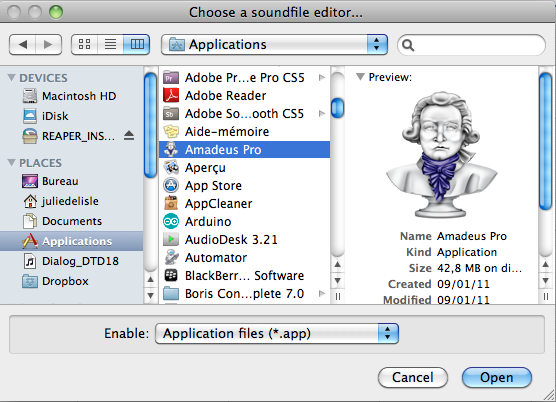 Choose a soundfile editor...
Applications
DEVICES
Macintosh HD
iDisk
REAPER_INS...
PLACES
Bureau
juliedelisle
Documents
Applications
Dialog_DTD18
Dropbox
Adobe Pr...e Pro CS5
Adobe Reader
Adobe So...ooth CS5
Aide-mémoire
Amadeus Pro
Aperçu
App Store
AppCleaner
Arduino
AudioDesk 3.21
Automator
BlackBerr... Software
Boris Con...plete 7.0
Preview:
Name Amadeus Pro
Kind Application
Size 42,8 MB on di...
Created 09/01/11
Modified 09/01/11
Enable: Application files (*.app)
Cancel
Open